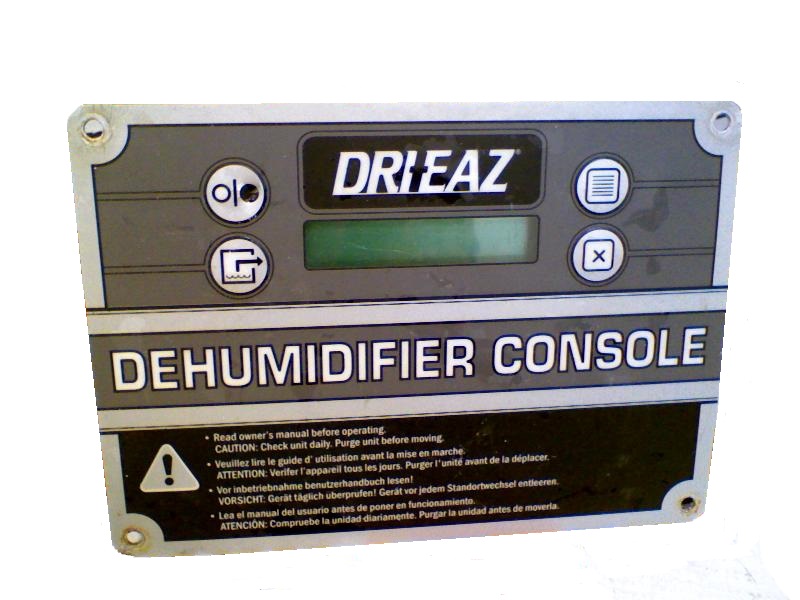 DRI-EAZ®
DEHUMIDIFIER CONSOLE
• Read owner's manual before operating.
CAUTION: Check unit daily. Purge unit before moving.
• Veuillez lire le guide d' utilisation avant la mise en marche.
ATTENTION: Verifer l'appareil tous les jours. Purger l'unité avant de la déplacer.
• Vor inbetriebnahme benutzerhandbuch lesen!
VORSICHT: Gerät täglich uberprufen! Gerät vor jedem Standortwechsel entleeren.
• Lea el manual del usuario antes de poner en funcionamiento.
ATENCIÓN: Compruebe la unidad diariamente. Purgar la unidad antes de moverla.